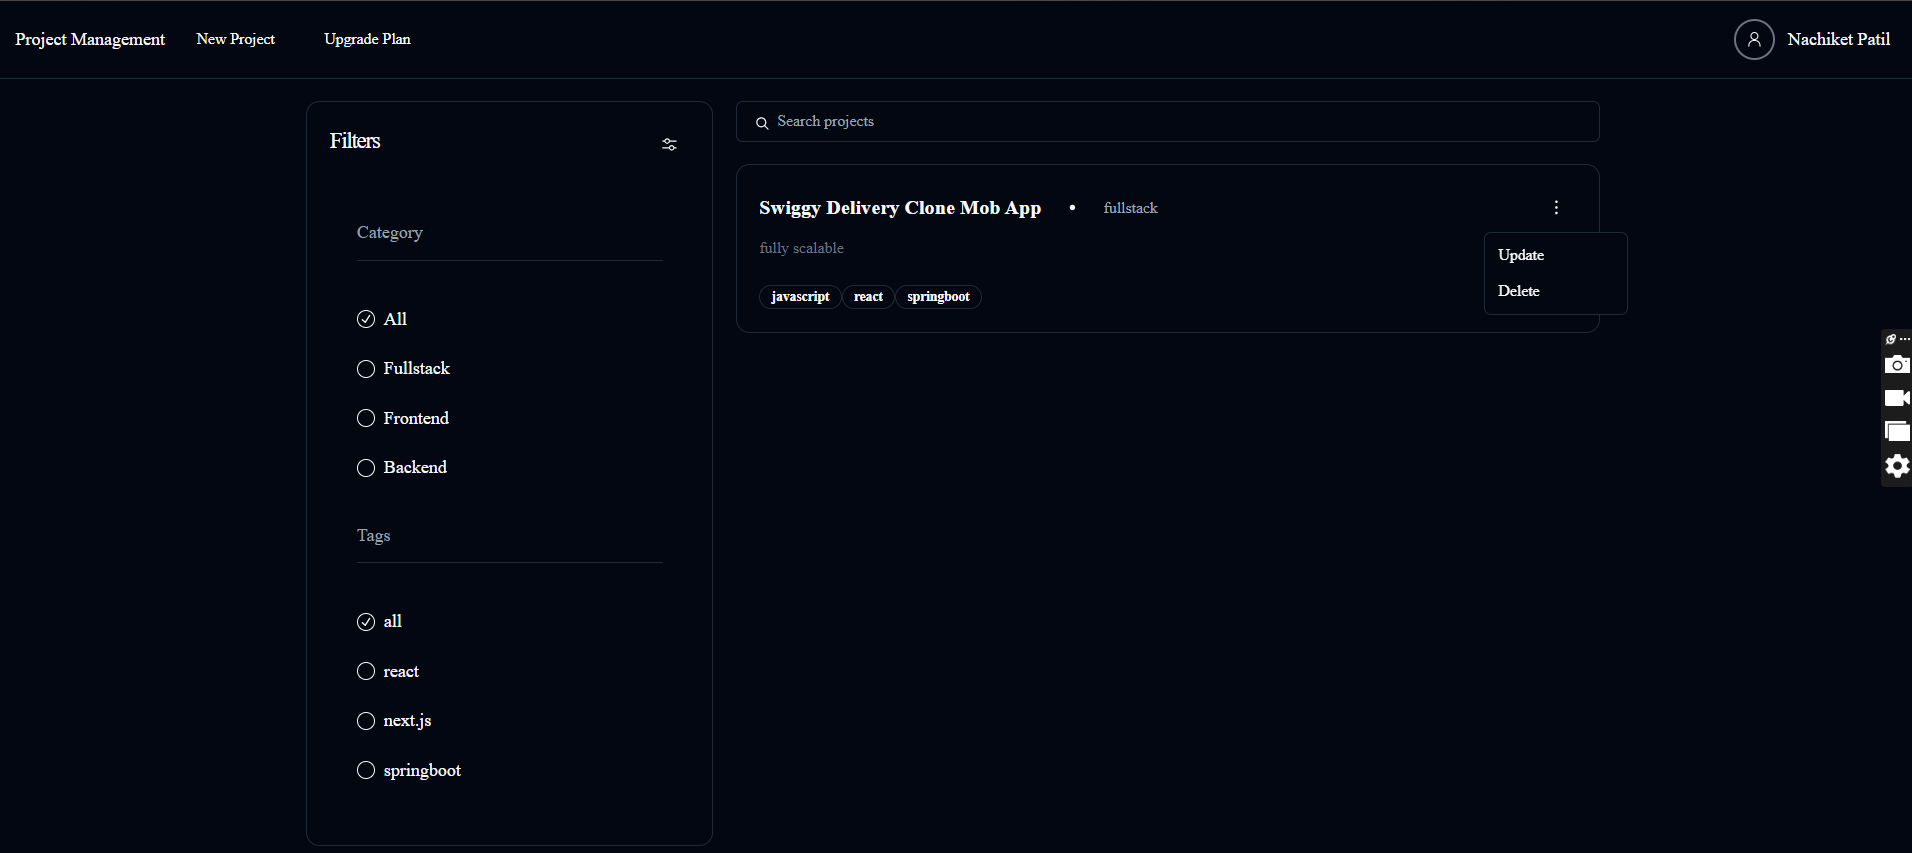 Project Management New Project Upgrade Plan Nachiket Patil
Filters
Category
All
Fullstack
Frontend
Backend
Tags
all
react
next.js
springboot
Search projects
Swiggy Delivery Clone Mob App • fullstack
fully scalable
javascript react springboot
Update
Delete